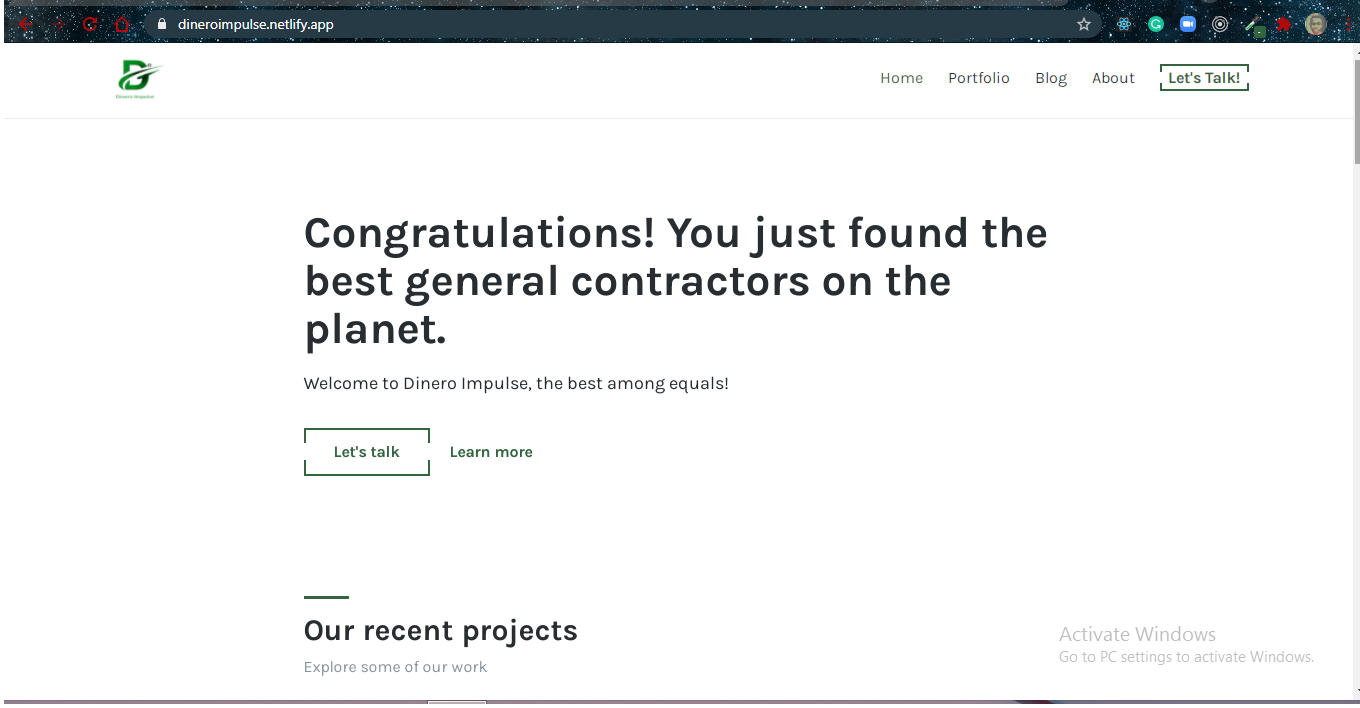 dineroimpulse.netlify.app
Dinero Impulse
Home Portfolio Blog About Let's Talk!
Congratulations! You just found the
best general contractors on the
planet.
Welcome to Dinero Impulse, the best among equals!
Let's talk Learn more
Our recent projects
Explore some of our work
Activate Windows
Go to PC settings to activate Windows.